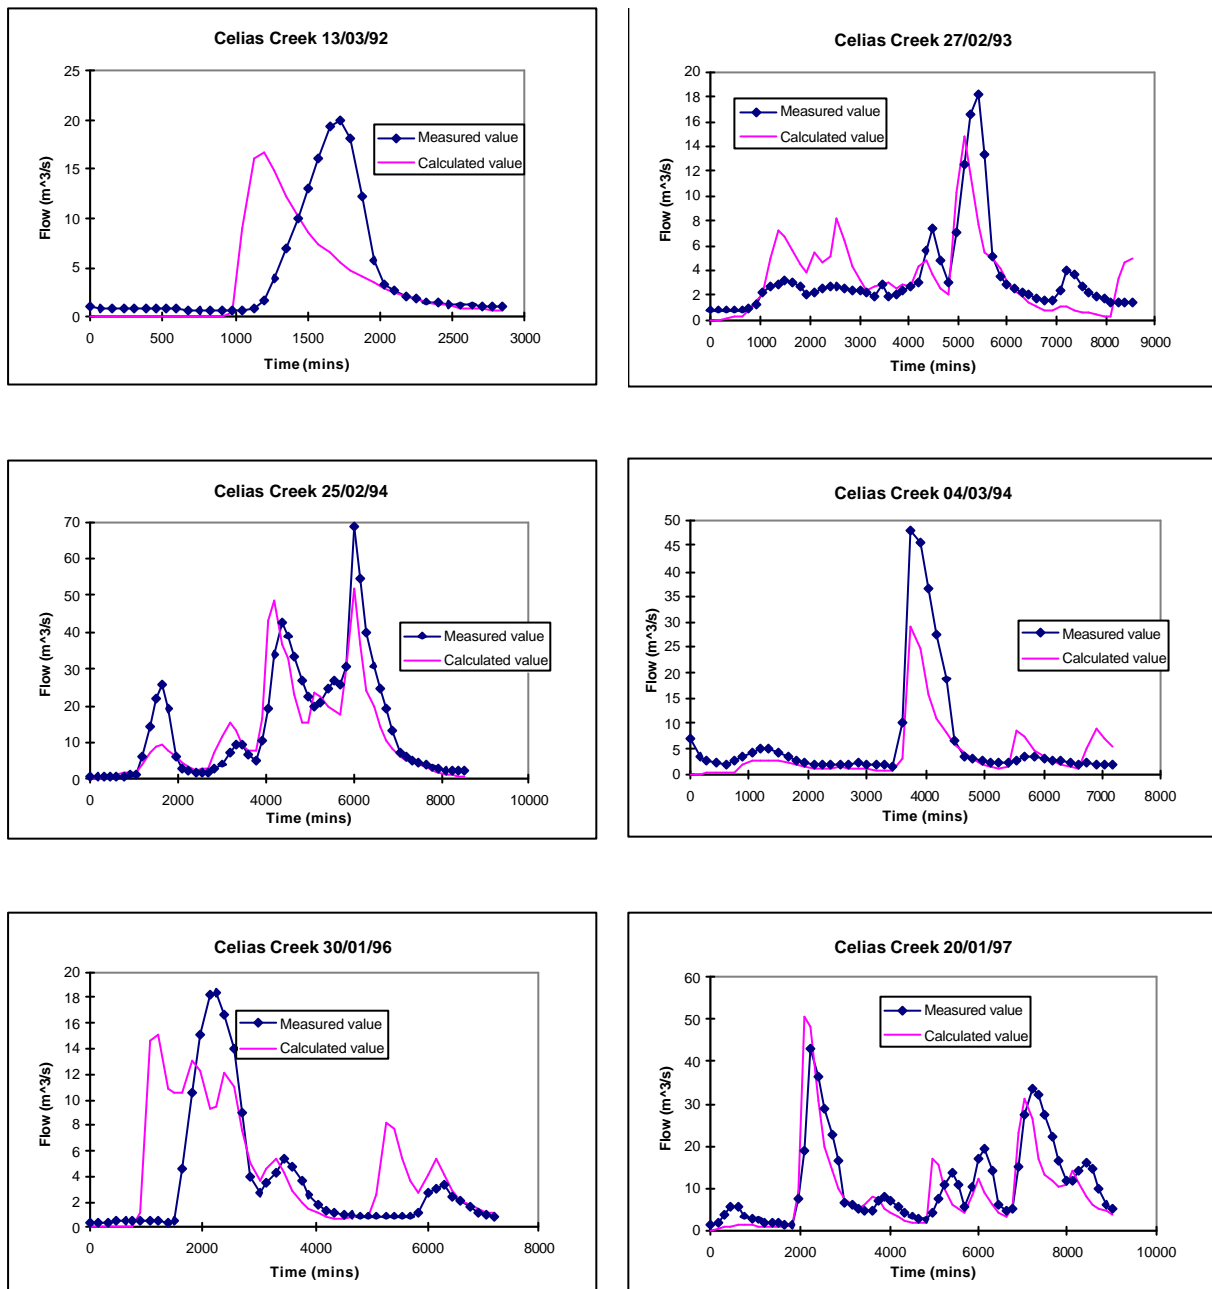 Celias Creek 13/03/92
25
20
15
10
5
0
Flow (m^3/s)
Measured value
Calculated value
0 500 1000 1500 2000 2500 3000
Time (mins)
Celias Creek 27/02/93
20
18
16
14
12
10
8
6
4
2
0
Flow (m^3/s)
Measured value
Calculated value
0 1000 2000 3000 4000 5000 6000 7000 8000 9000
Time (mins)
Celias Creek 25/02/94
70
60
50
40
30
20
10
0
Flow (m^3/s)
Measured value
Calculated value
0 2000 4000 6000 8000 10000
Time (mins)
Celias Creek 04/03/94
50
45
40
35
30
25
20
15
10
5
0
Flow (m^3/s)
Measured value
Calculated value
0 1000 2000 3000 4000 5000 6000 7000 8000
Time (mins)
Celias Creek 30/01/96
20
18
16
14
12
10
8
6
4
2
0
Flow (m^3/s)
Measured value
Calculated value
0 2000 4000 6000 8000
Time (mins)
Celias Creek 20/01/97
60
50
40
30
20
10
0
Flow (m^3/s)
Measured value
Calculated value
0 2000 4000 6000 8000 10000
Time (mins)